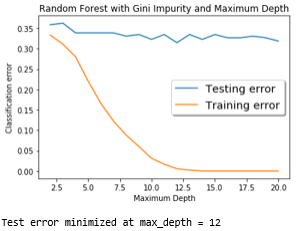 Random Forest with Gini Impurity and Maximum Depth
0.35
0.30
0.25
0.20
0.15
0.10
0.05
0.00
Classification error
Testing error
Training error
2.5 5.0 7.5 10.0 12.5 15.0 17.5 20.0
Maximum Depth
Test error minimized at max_depth = 12